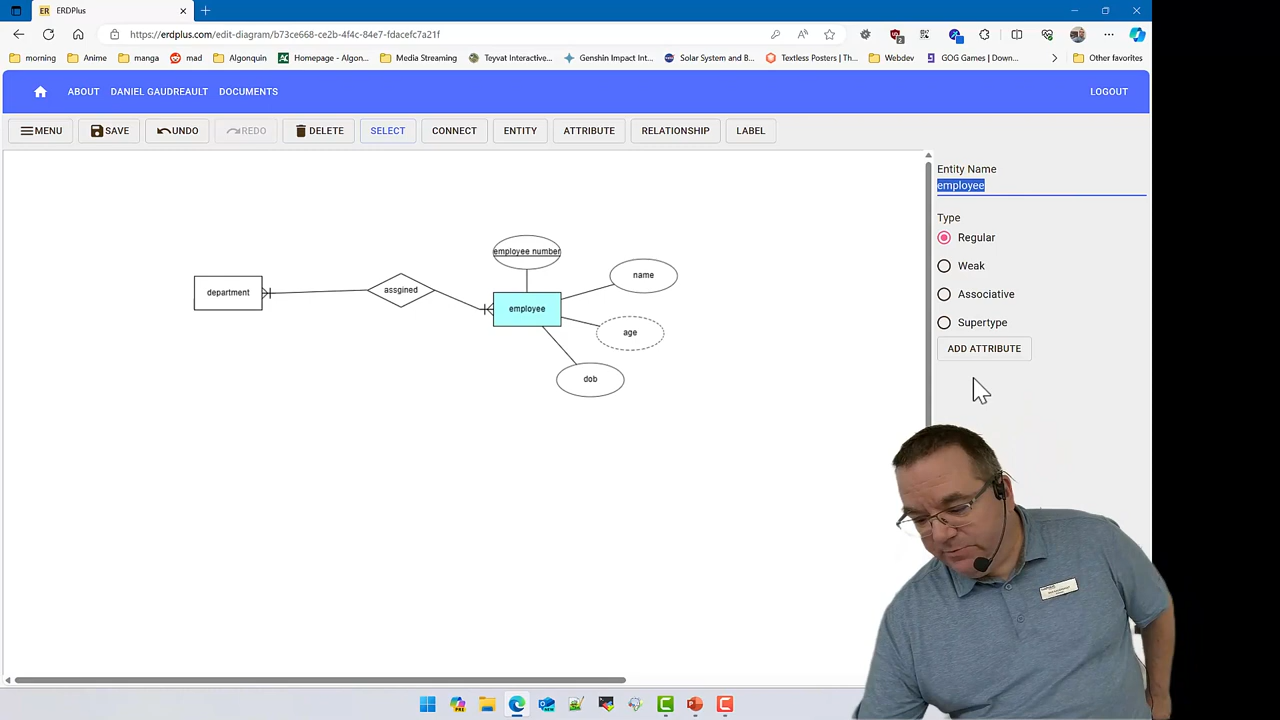 ERDPlus
https://erdplus.com/edit-diagram/b73ce668-ce2b-4f4c-84e7-fdacefc7a21f
morning
Anime
manga
mad
Algonquin
Homepage - Algon...
Media Streaming
Teyvat Interactive...
Genshin Impact Int...
Solar System and B...
Textless Posters | Th...
Webdev
GOG Games | Down...
Other favorites
ABOUT
DANIEL GAUDREAULT
DOCUMENTS
LOGOUT
MENU
SAVE
UNDO
REDO
DELETE
SELECT
CONNECT
ENTITY
ATTRIBUTE
RELATIONSHIP
LABEL
Entity Name
employee
Type
Regular
Weak
Associative
Supertype
ADD ATTRIBUTE
employee number
name
department
assgined
employee
age
dob